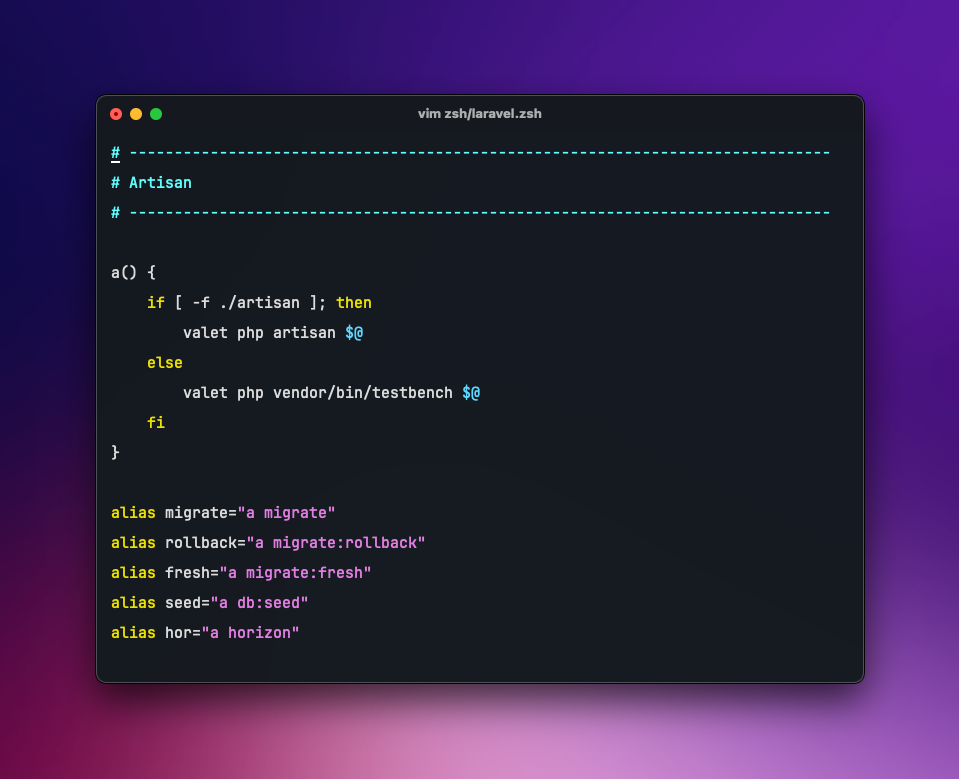 vim zsh/laravel.zsh
# ------------------------------------------------------------------------------
# Artisan
# ------------------------------------------------------------------------------
a() {
    if [ -f ./artisan ]; then
        valet php artisan $@
    else
        valet php vendor/bin/testbench $@
    fi
}
alias migrate="a migrate"
alias rollback="a migrate:rollback"
alias fresh="a migrate:fresh"
alias seed="a db:seed"
alias hor="a horizon"